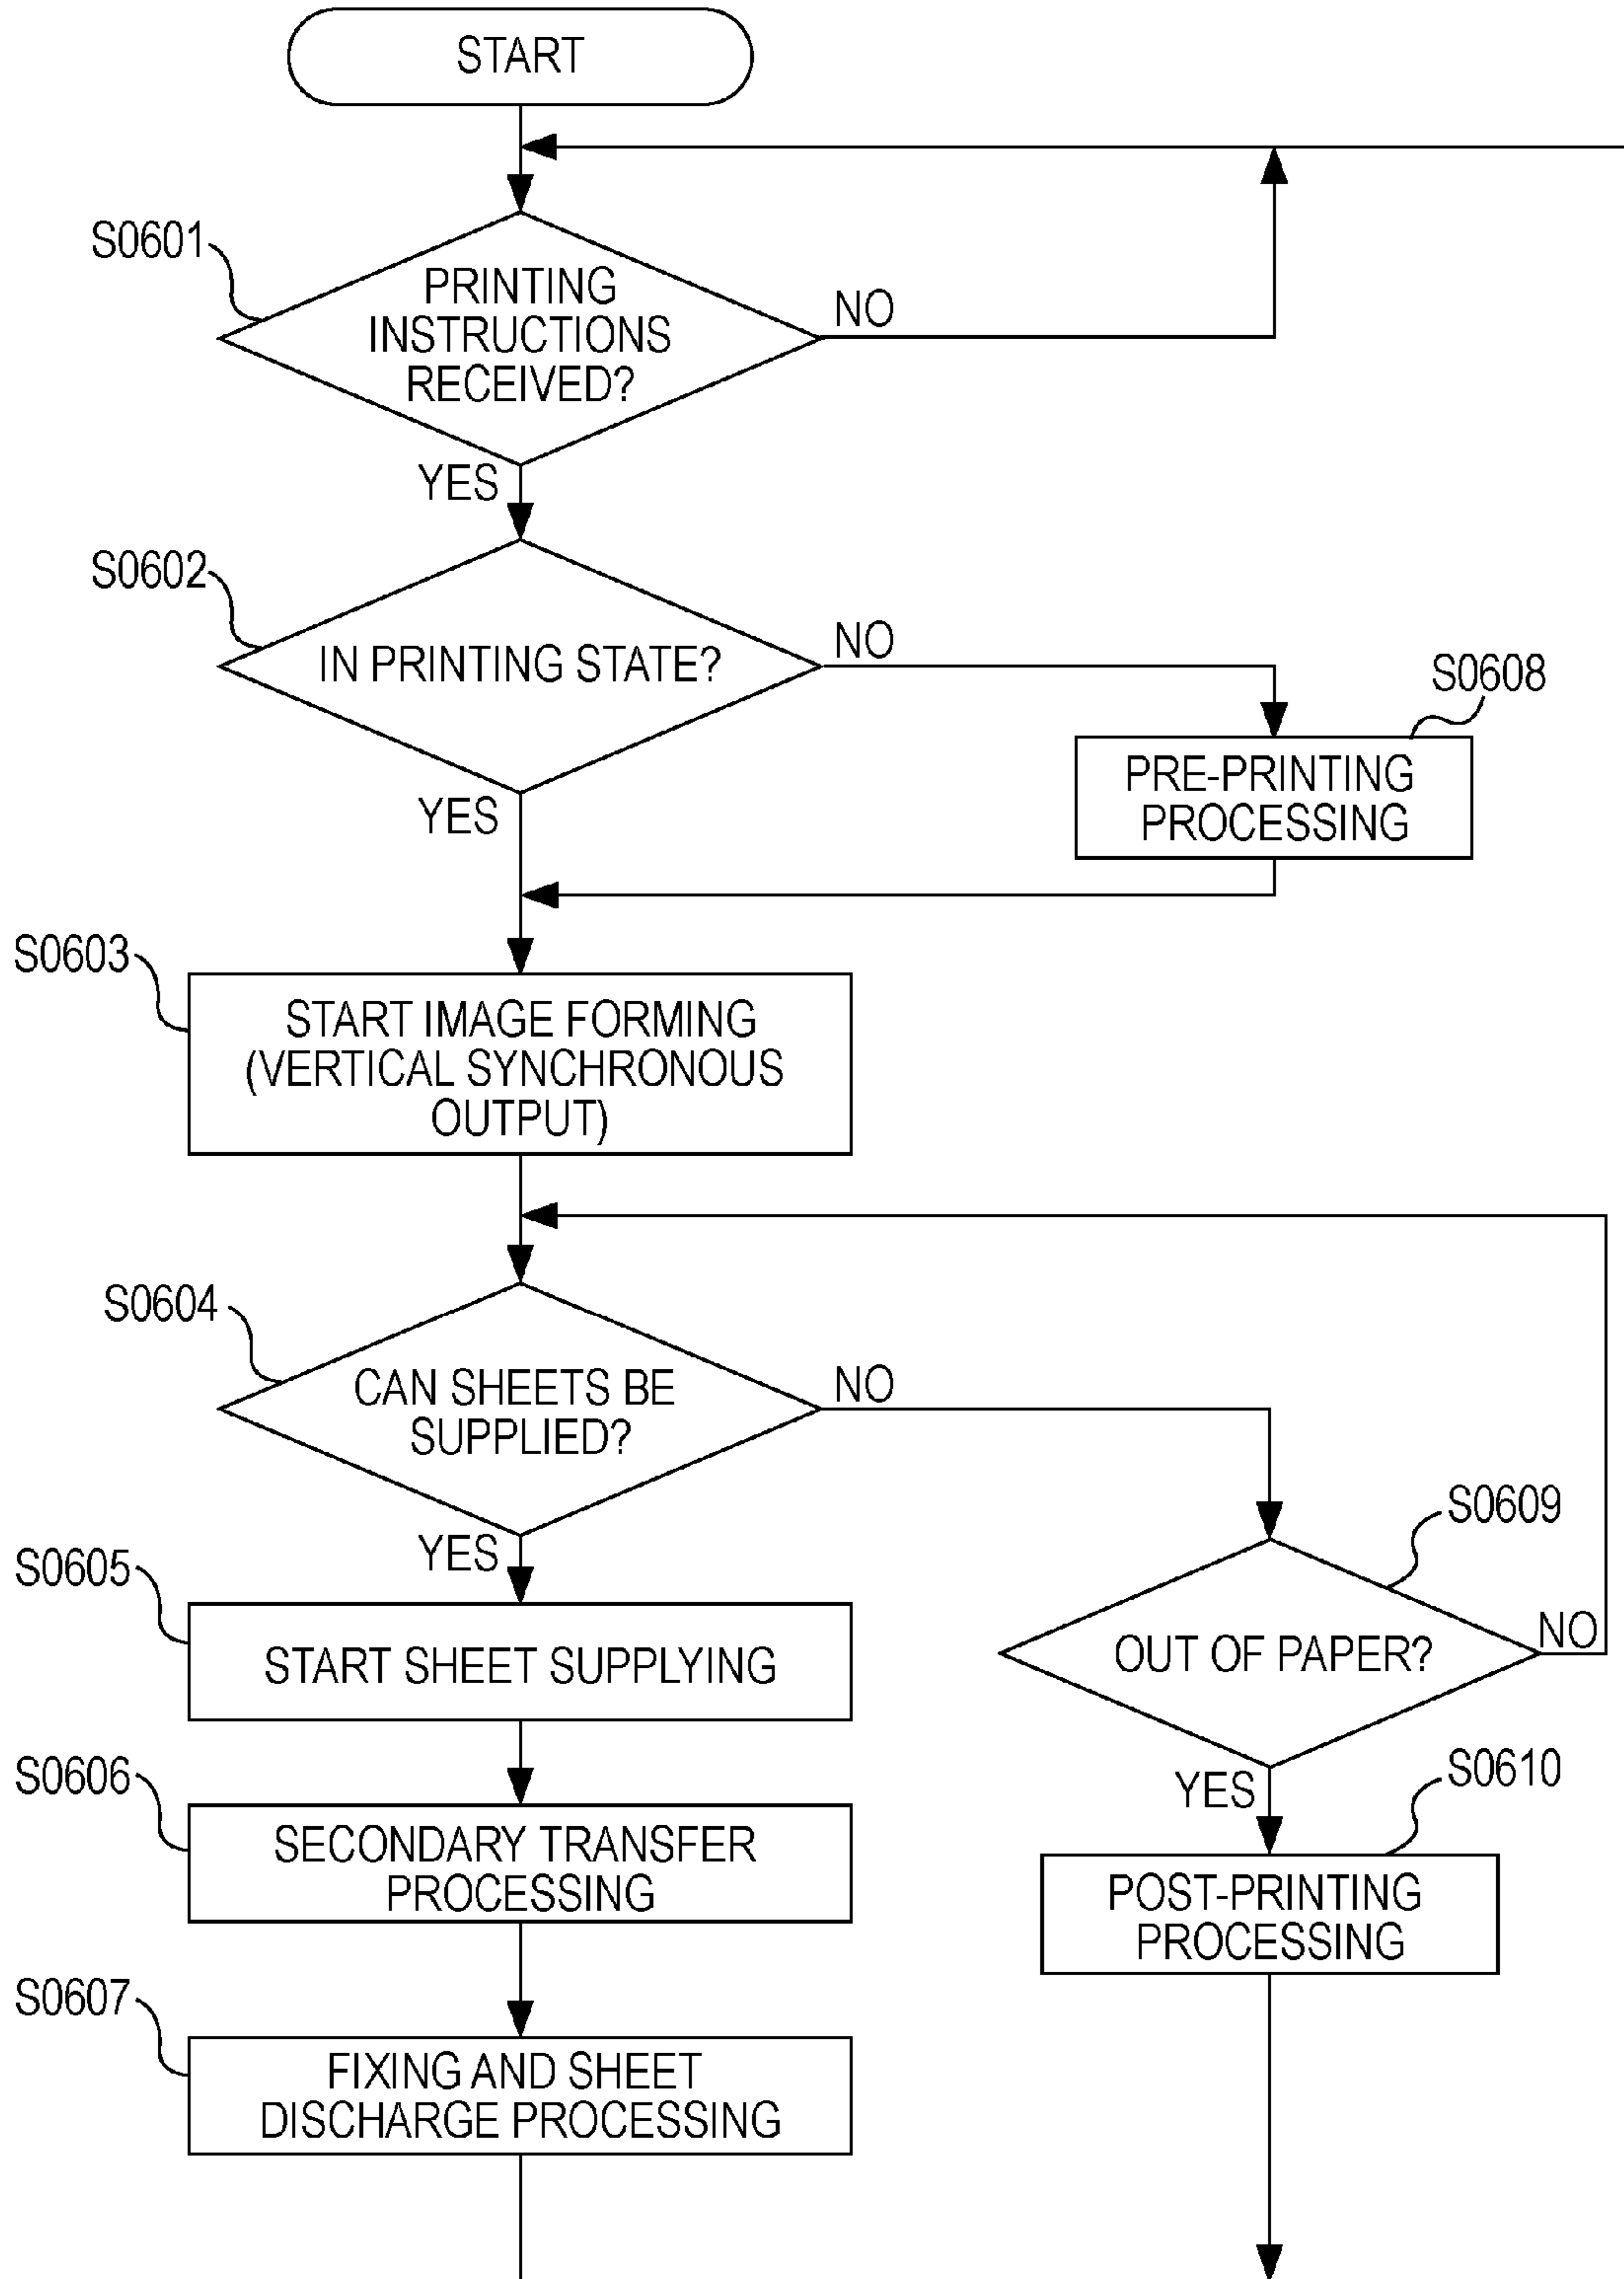 START
S0601
PRINTING
INSTRUCTIONS
RECEIVED?
NO
YES
S0602
IN PRINTING STATE?
NO
YES
S0608
PRE-PRINTING
PROCESSING
S0603
START IMAGE FORMING
(VERTICAL SYNCHRONOUS
OUTPUT)
S0604
CAN SHEETS BE
SUPPLIED?
NO
YES
S0609
OUT OF PAPER?
NO
YES
S0605
START SHEET SUPPLYING
S0606
SECONDARY TRANSFER
PROCESSING
S0610
POST-PRINTING
PROCESSING
S0607
FIXING AND SHEET
DISCHARGE PROCESSING